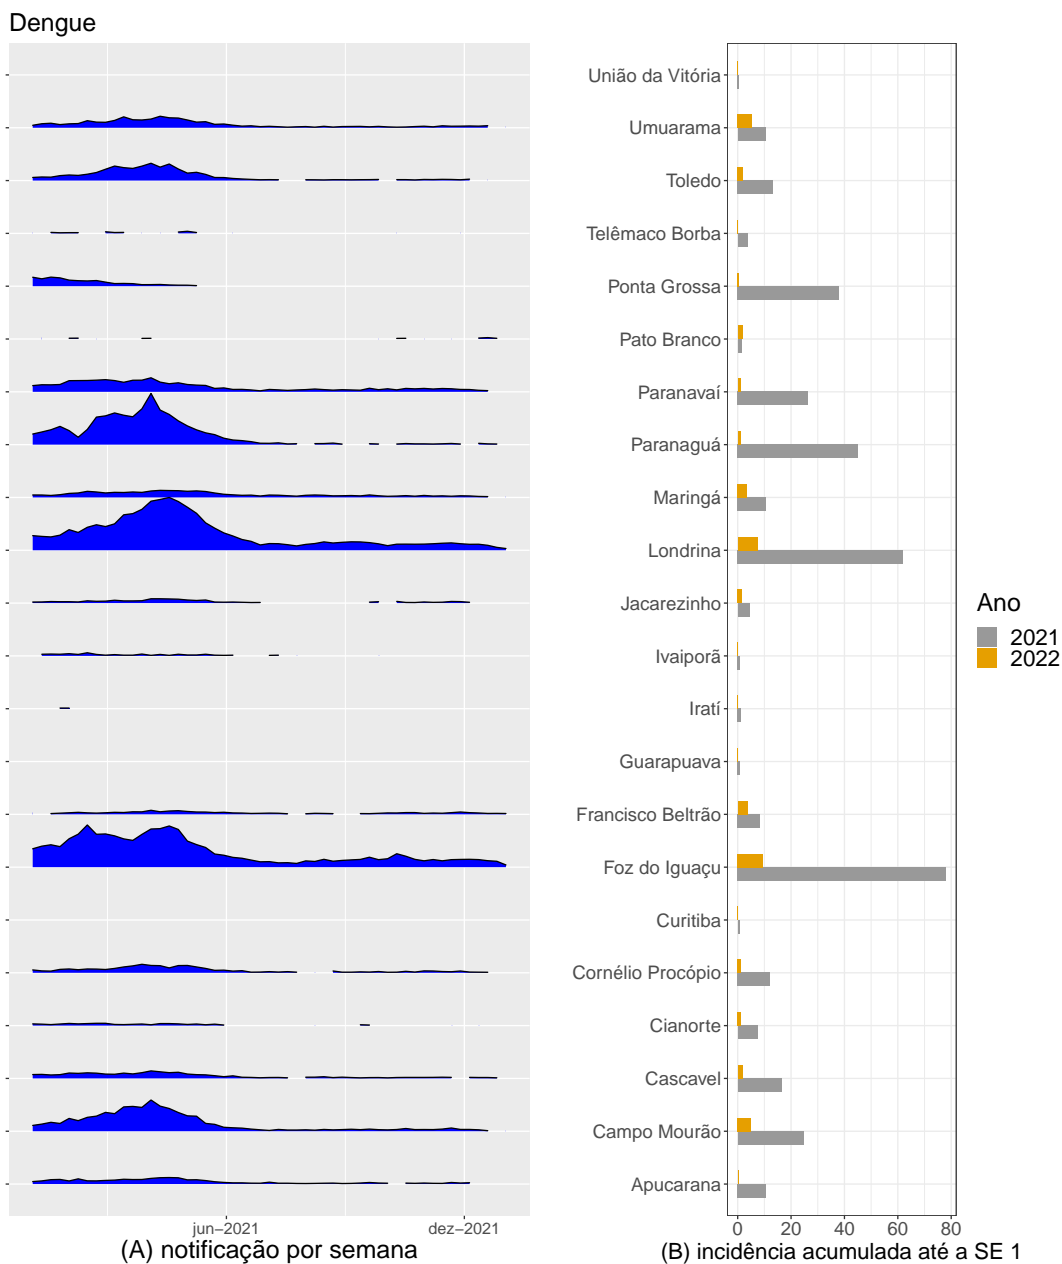 Dengue
União da Vitória
Umuarama
Toledo
Telêmaco Borba
Ponta Grossa
Pato Branco
Paranavaí
Paranaguá
Maringá
Londrina
Jacarezinho
Ivaiporã
Iratí
Guarapuava
Francisco Beltrão
Foz do Iguaçu
Curitiba
Cornélio Procópio
Cianorte
Cascavel
Campo Mourão
Apucarana
Ano
2021
2022
jun−2021 dez−2021
(A) notificação por semana
0 20 40 60 80
(B) incidência acumulada até a SE 1